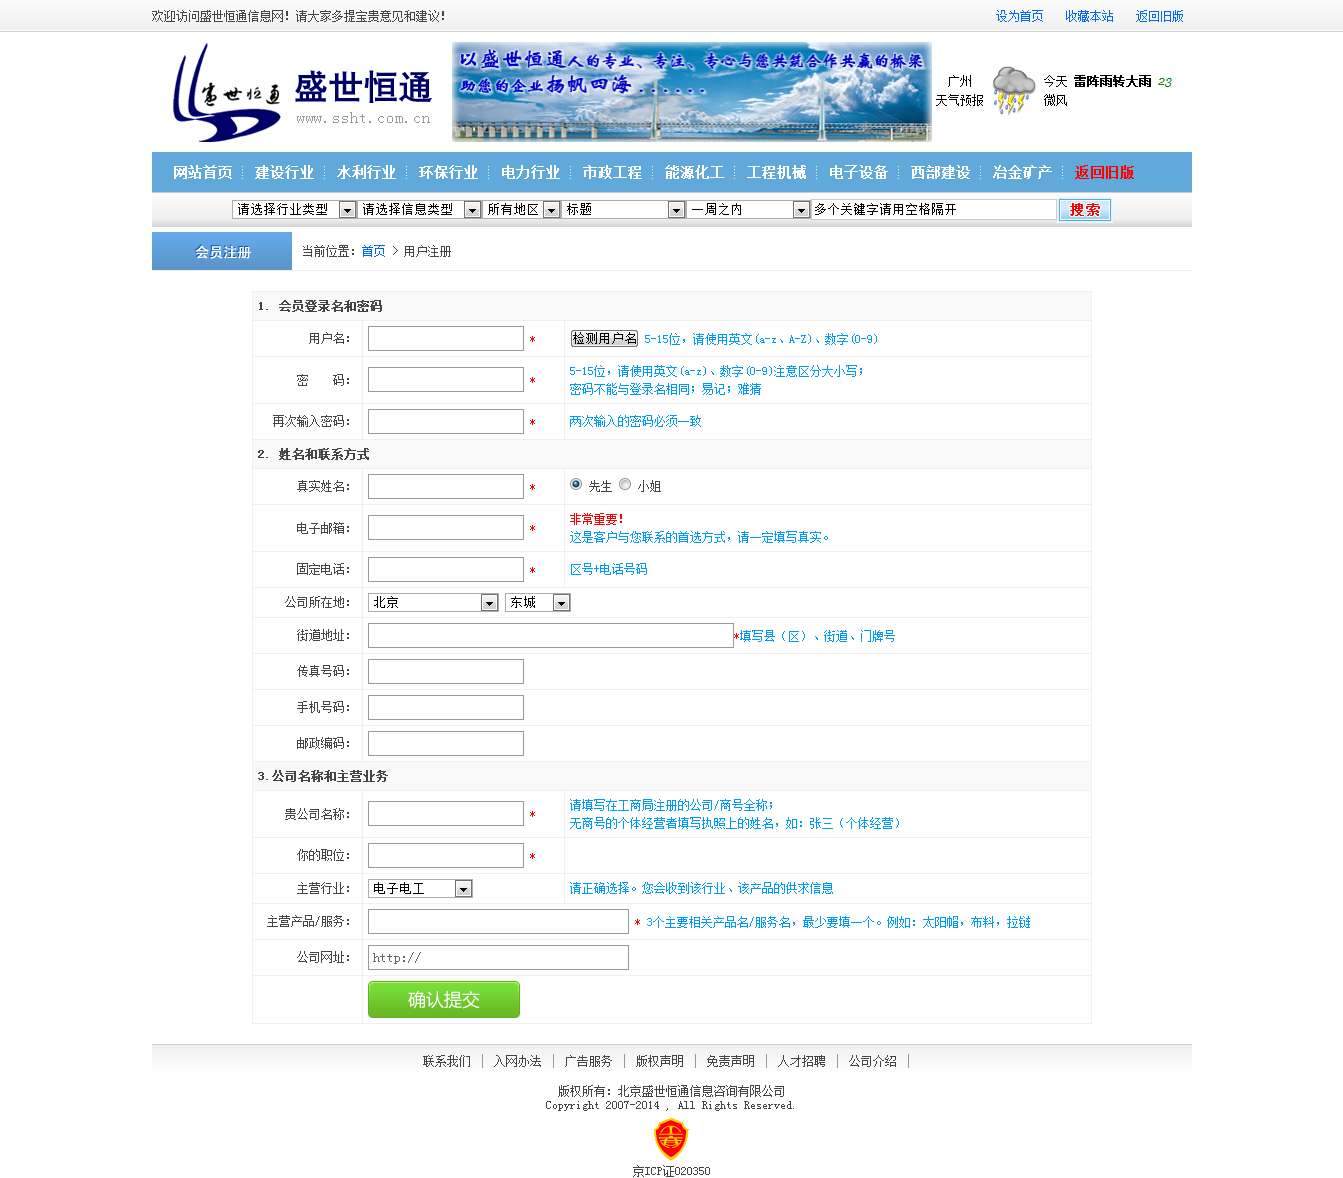 欢迎访问盛世恒通信息网！请大家多提宝贵意见和建议！ 设为首页 收藏本站 返回旧版
盛世恒通 盛世恒通
www.ssht.com.cn
以盛世恒通人的专业、专注、专心与您共筑合作共赢的桥梁
助您的企业扬帆四海......
广州 今天 雷阵雨转大雨 23
天气预报 微风
网站首页 建设行业 水利行业 环保行业 电力行业 市政工程 能源化工 工程机械 电子设备 西部建设 冶金矿产 返回旧版
请选择行业类型 请选择信息类型 所有地区 标题 一周之内 多个关键字请用空格隔开 搜索
会员注册 当前位置：首页 > 用户注册
1. 会员登录名和密码
用户名： * 检测用户名 5-15位，请使用英文(a-z、A-Z)、数字(0-9)
密 码： * 5-15位，请使用英文(a-z)、数字(0-9)注意区分大小写；
密码不能与登录名相同；易记；难猜
再次输入密码： * 两次输入的密码必须一致
2. 姓名和联系方式
真实姓名： * 先生 小姐
电子邮箱： * 非常重要！
这是客户与您联系的首选方式，请一定填写真实。
固定电话： * 区号+电话号码
公司所在地： 北京 东城
街道地址： *填写县（区）、街道、门牌号
传真号码：
手机号码：
邮政编码：
3.公司名称和主营业务
贵公司名称： * 请填写在工商局注册的公司/商号全称；
无商号的个体经营者填写执照上的姓名，如：张三（个体经营）
你的职位： *
主营行业： 电子电工 请正确选择。您会收到该行业、该产品的供求信息
主营产品/服务： * 3个主要相关产品名/服务名，最少要填一个。例如：太阳帽，布料，拉链
公司网址： http://
确认提交
联系我们 | 入网办法 | 广告服务 | 版权声明 | 免责声明 | 人才招聘 | 公司介绍 |
版权所有：北京盛世恒通信息咨询有限公司
Copyright 2007-2014 , All Rights Reserved.
京ICP证020350